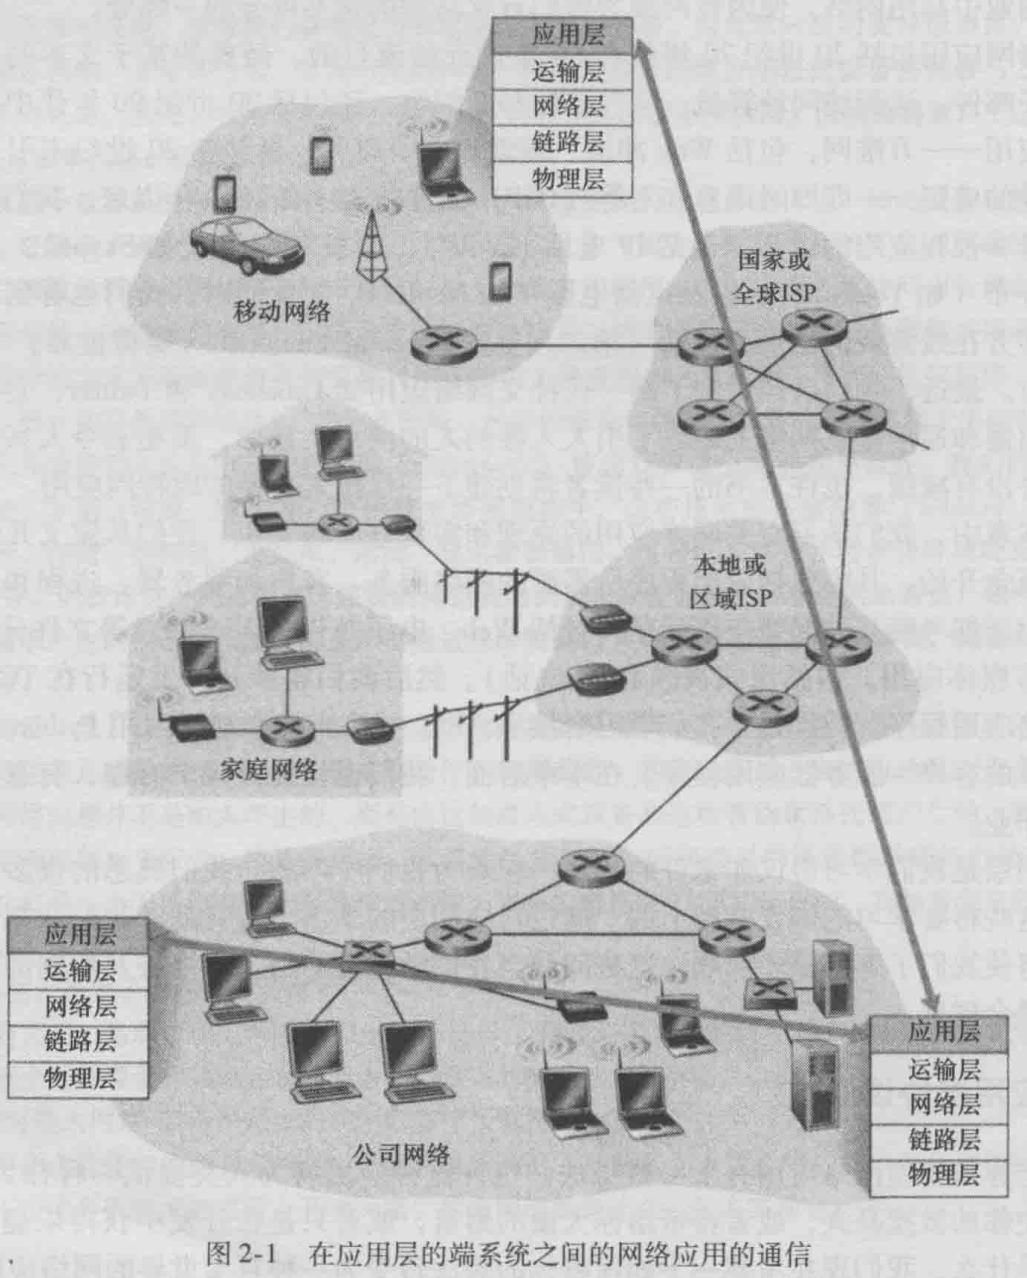 应用层
运输层
网络层
链路层
物理层
移动网络
国家或
全球ISP
本地或
区域ISP
家庭网络
应用层
运输层
网络层
链路层
物理层
应用层
运输层
网络层
链路层
物理层
公司网络
图 2-1 在应用层的端系统之间的网络应用的通信